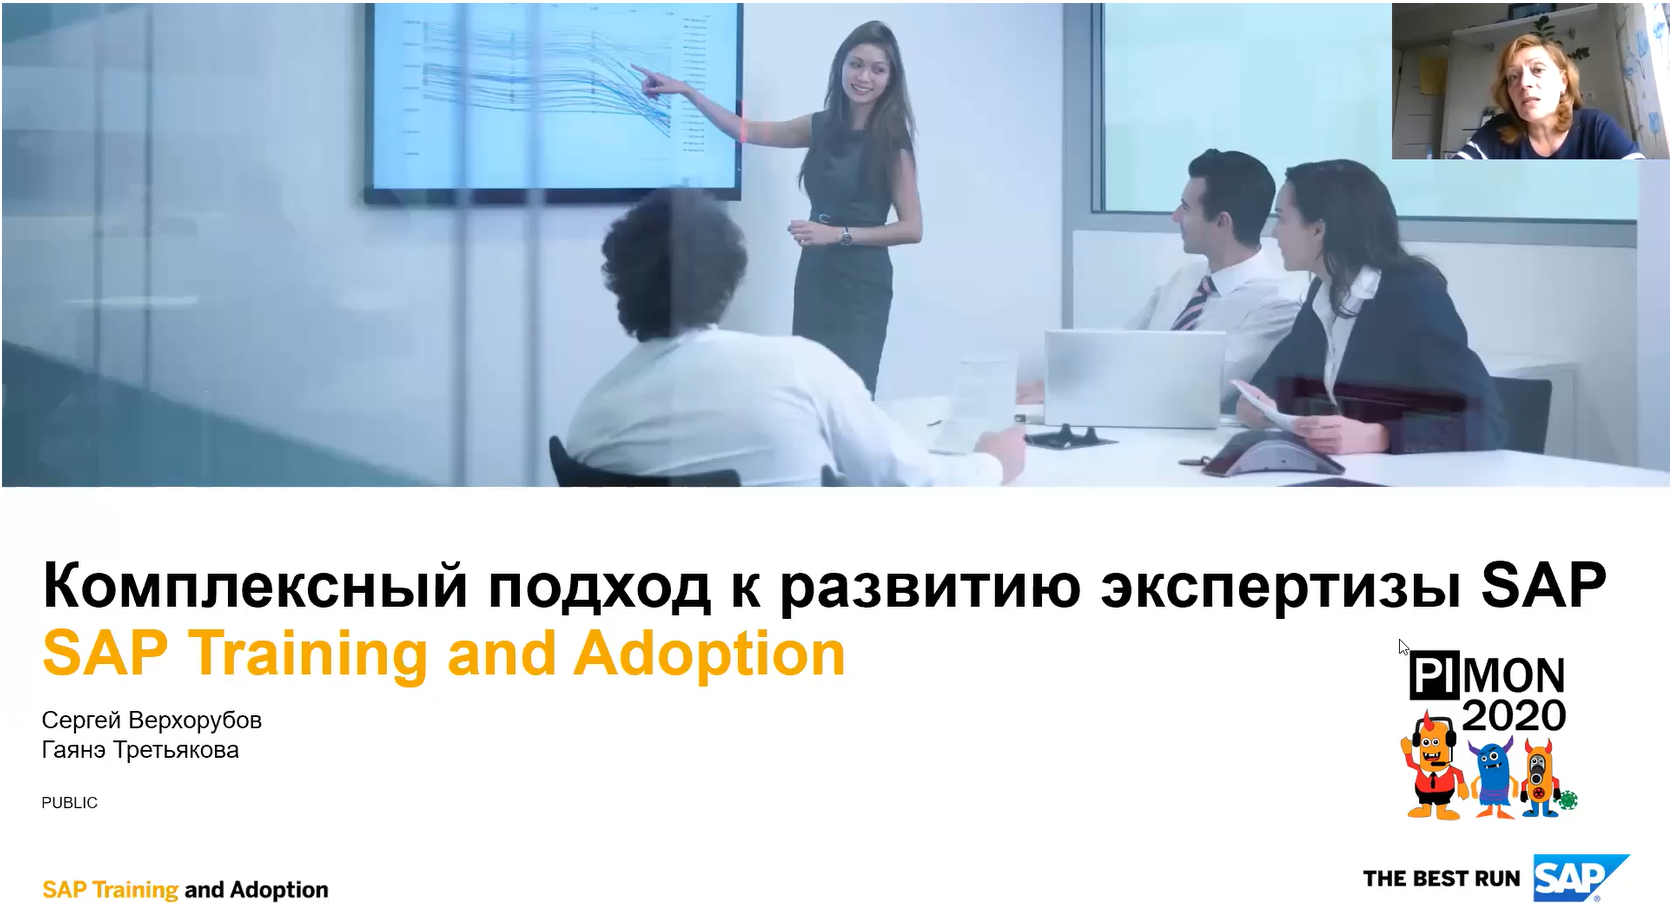 Комплексный подход к развитию экспертизы SAP
SAP Training and Adoption
Сергей Верхорубов
Гаянэ Третьякова
PUBLIC
PIMON
2020
SAP Training and Adoption
THE BEST RUN SAP®